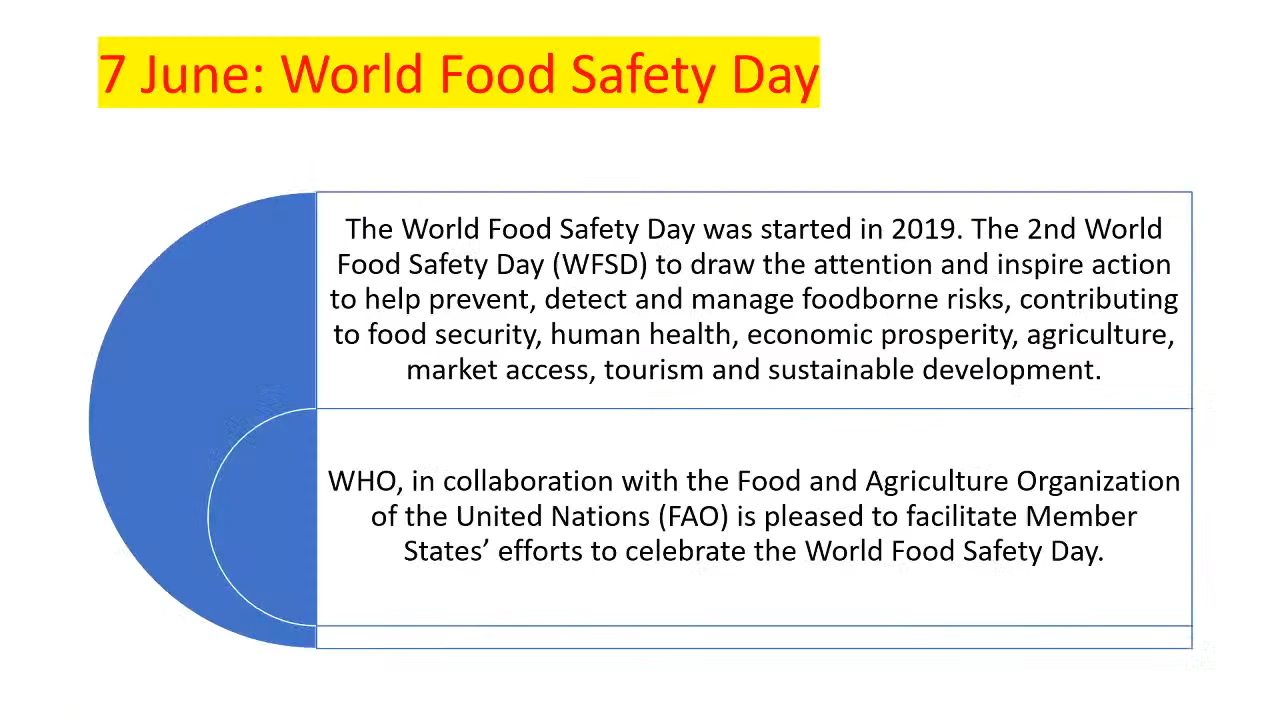 7 June: World Food Safety Day
The World Food Safety Day was started in 2019. The 2nd World
Food Safety Day (WFSD) to draw the attention and inspire action
to help prevent, detect and manage foodborne risks, contributing
to food security, human health, economic prosperity, agriculture,
market access, tourism and sustainable development.
WHO, in collaboration with the Food and Agriculture Organization
of the United Nations (FAO) is pleased to facilitate Member
States’ efforts to celebrate the World Food Safety Day.